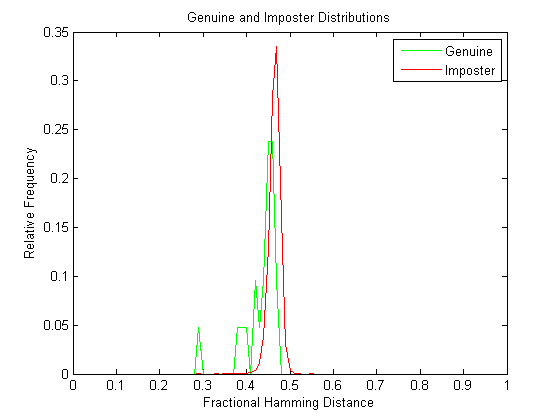 Genuine and Imposter Distributions
0.35
0.3
0.25
0.2
0.15
0.1
0.05
0
Relative Frequency
Genuine
Imposter
0 0.1 0.2 0.3 0.4 0.5 0.6 0.7 0.8 0.9 1
Fractional Hamming Distance